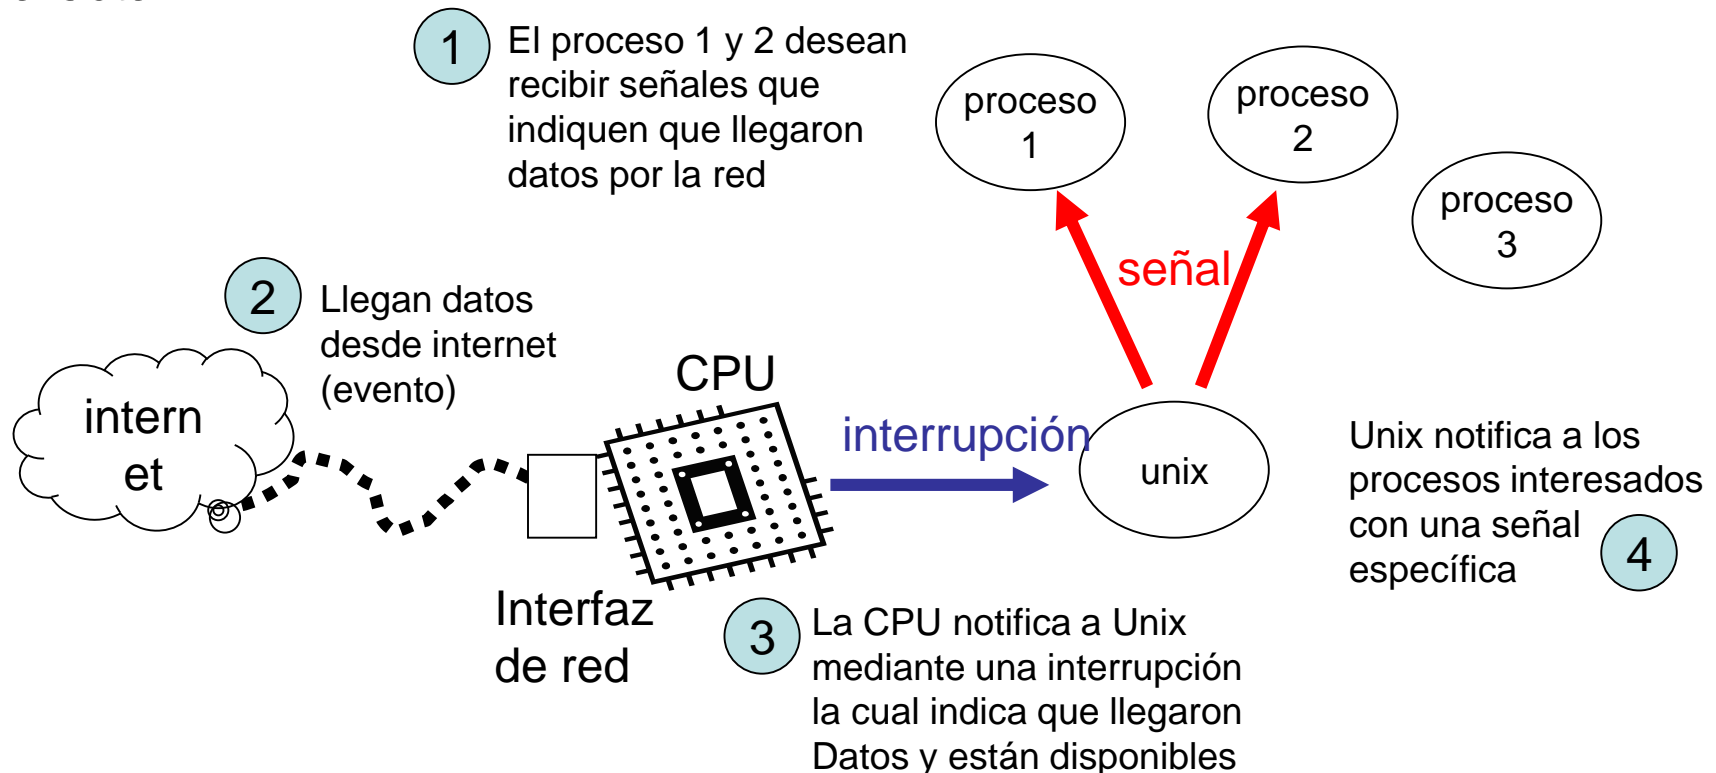 1
El proceso 1 y 2 desean
recibir señales que
indiquen que llegaron
datos por la red
proceso
1
proceso
2
proceso
3
señal
2
Llegan datos
desde internet
(evento)
intern
et
CPU
interrupción
unix
Interfaz
de red
3
La CPU notifica a Unix
mediante una interrupción
la cual indica que llegaron
Datos y están disponibles
Unix notifica a los
procesos interesados
con una señal
específica
4